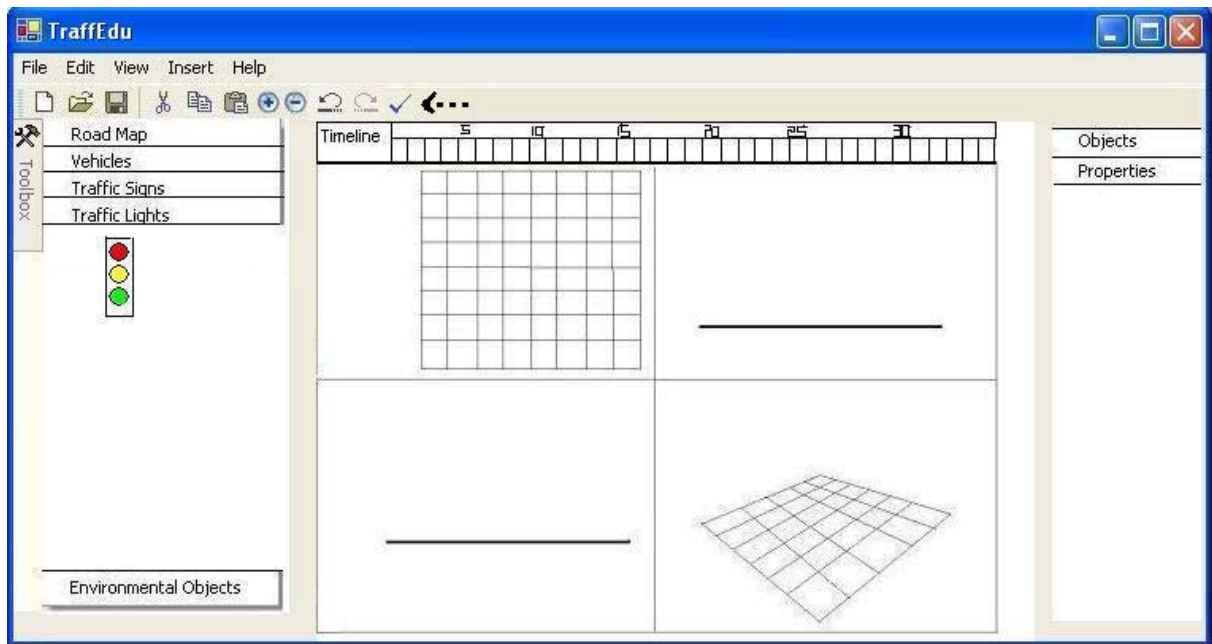 TraffEdu
File Edit View Insert Help
Toolbox
Road Map
Vehicles
Traffic Signs
Traffic Lights
Environmental Objects
Timeline 5 10 15 20 25 30
Objects
Properties